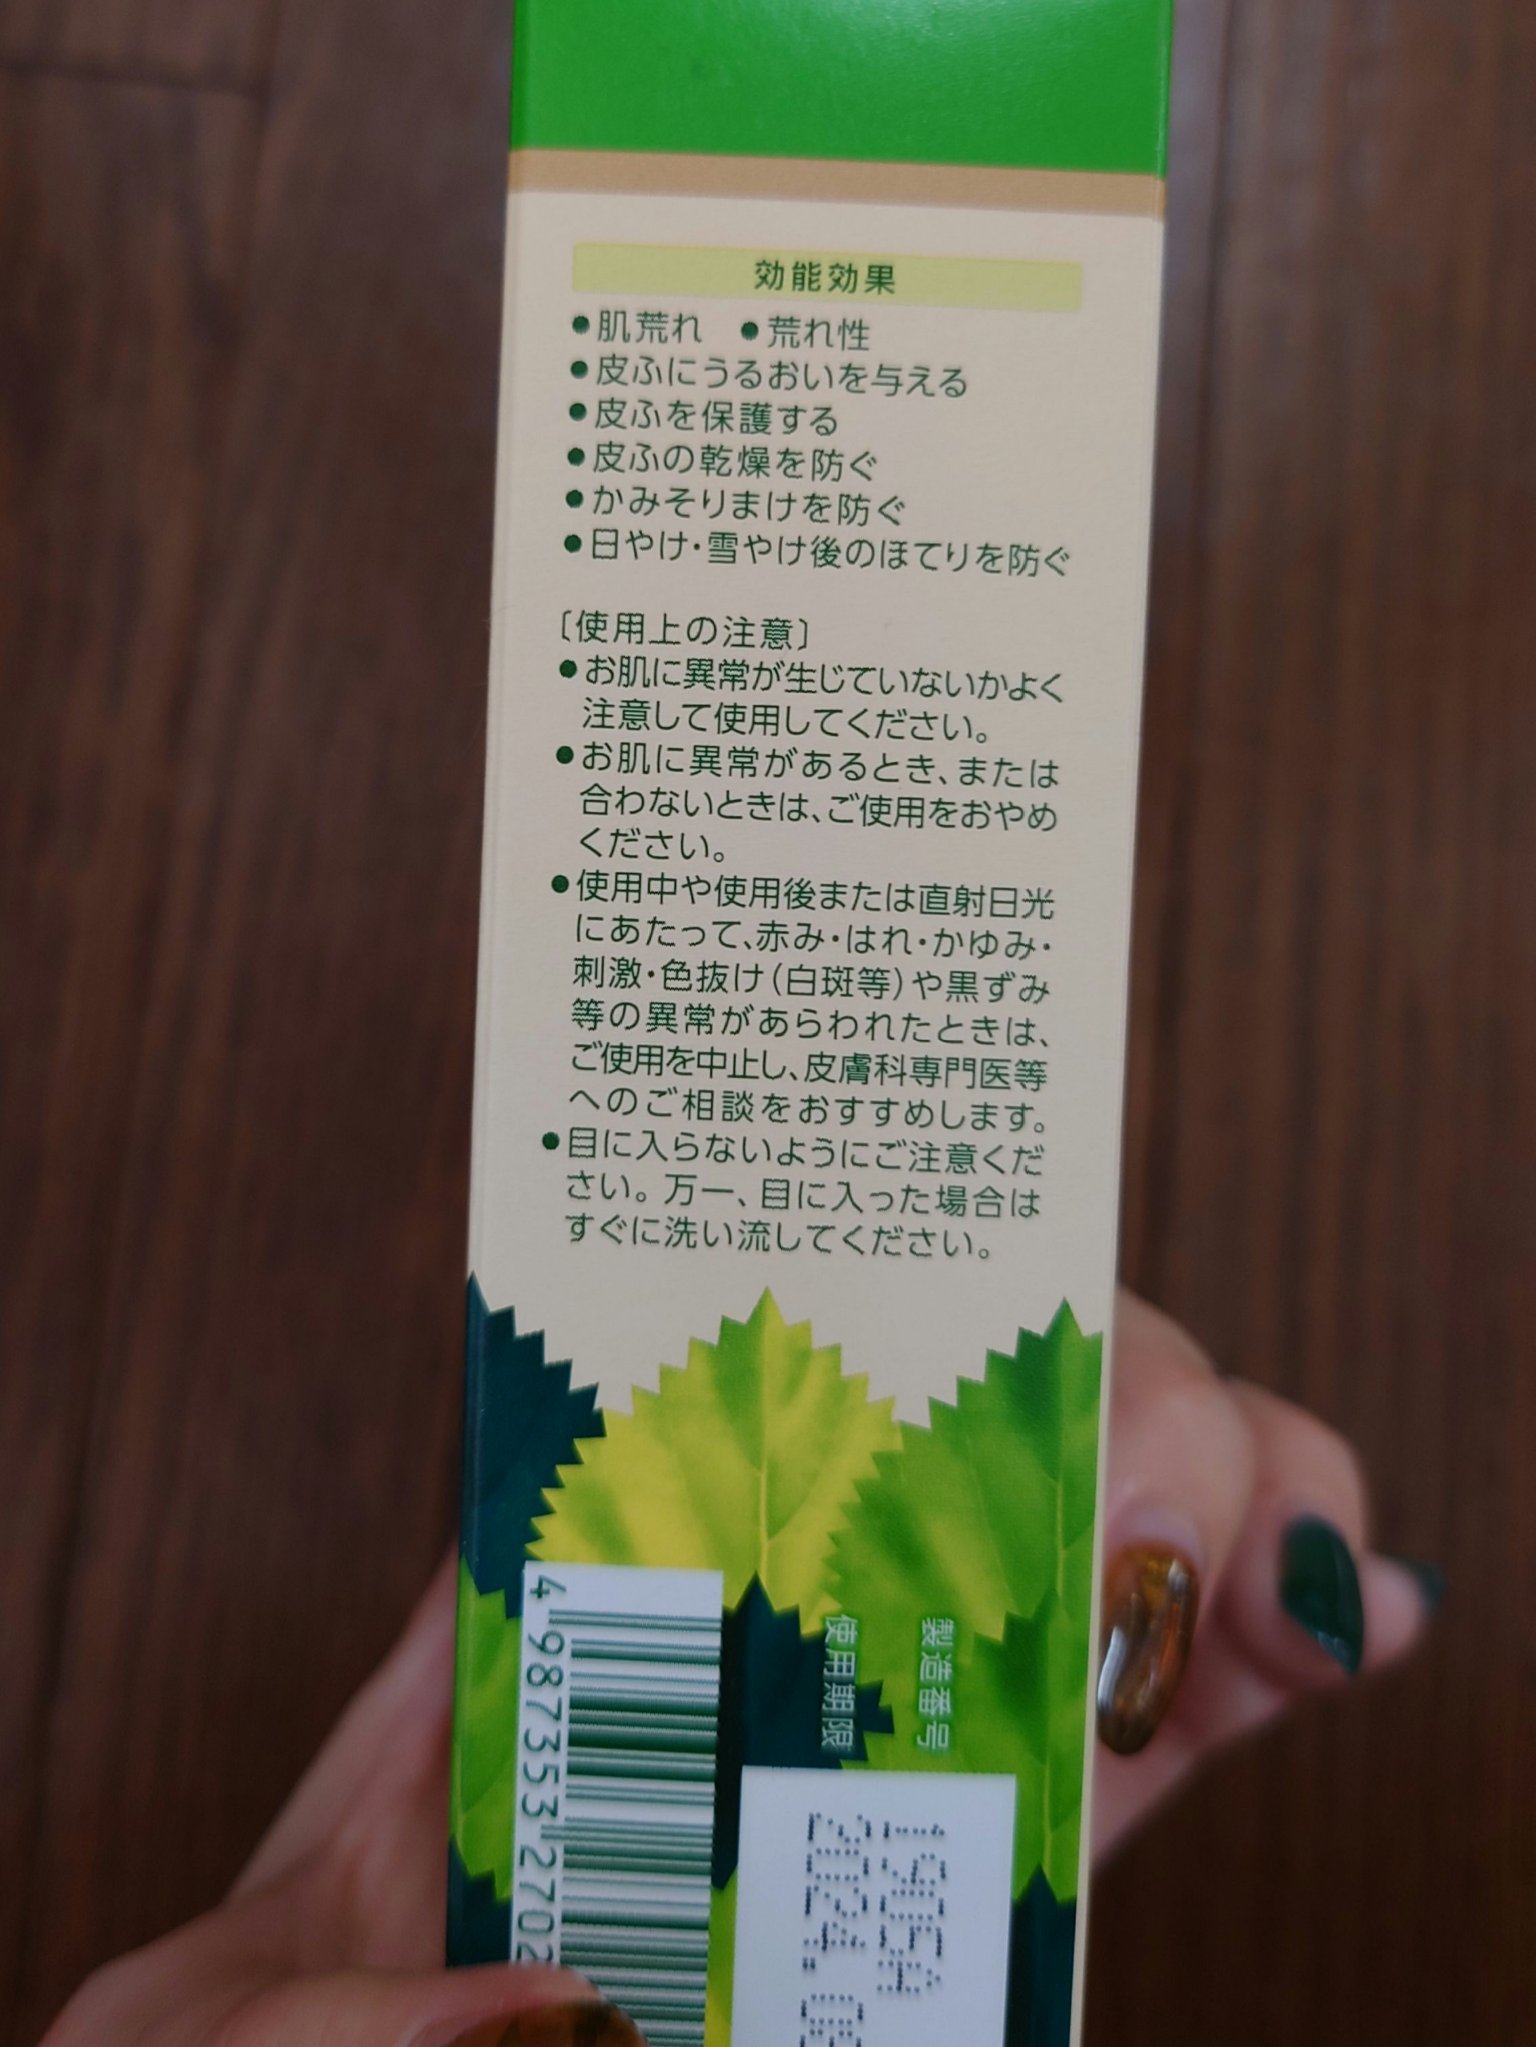 効能効果
●肌荒れ ●荒れ性
●皮ふにうるおいを与える
●皮ふを保護する
●皮ふの乾燥を防ぐ
●かみそりまけを防ぐ
●日やけ・雪やけ後のほてりを防ぐ
〔使用上の注意〕
●お肌に異常が生じていないかよく
注意して使用してください。
●お肌に異常があるとき、または
合わないときは、ご使用をおやめ
ください。
●使用中や使用後または直射日光
にあたって、赤み・はれ・かゆみ・
刺激・色抜け(白斑等)や黒ずみ
等の異常があらわれたときは、
ご使用を中止し、皮膚科専門医等
へのご相談をおすすめします。
●目に入らないようにご注意くだ
さい。万一、目に入った場合は
すぐに洗い流してください。
製造番号
使用期限
1905A
2024.
4 987353 2702